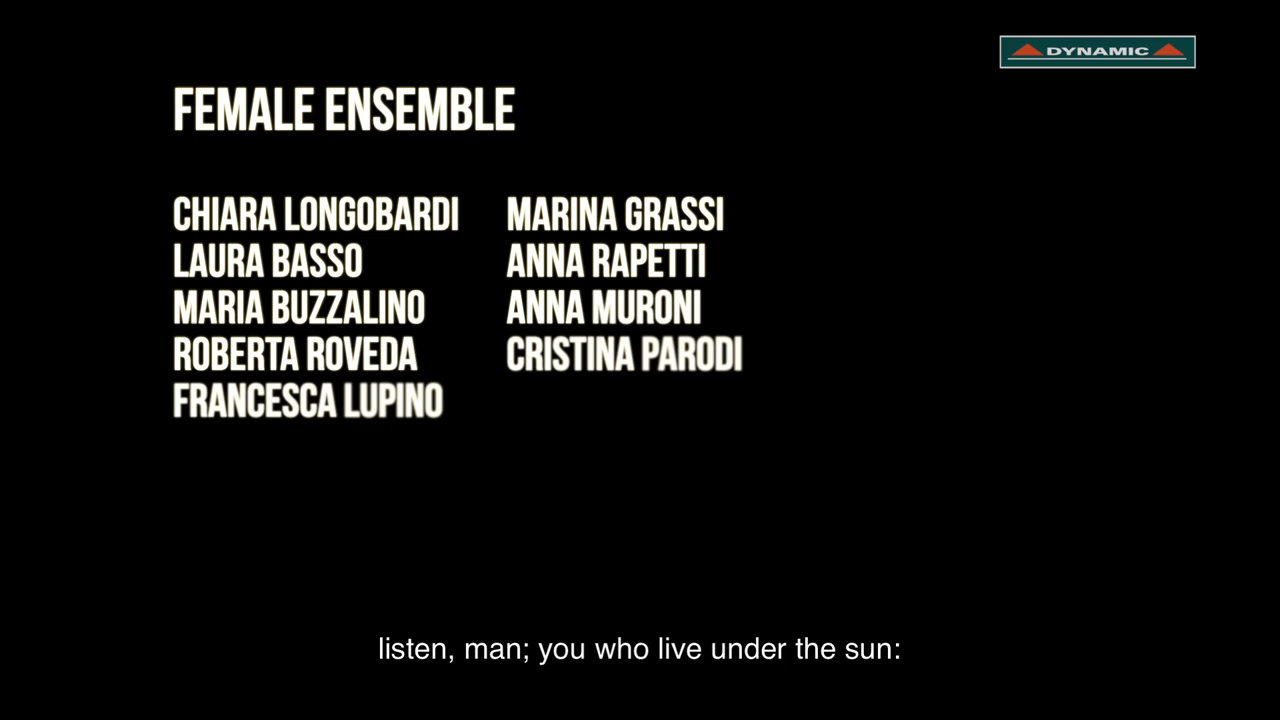 DYNAMIC
FEMALE ENSEMBLE
CHIARA LONGOBARDI
LAURA BASSO
MARIA BUZZALINO
ROBERTA ROVEDA
FRANCESCA LUPINO
MARINA GRASSI
ANNA RAPETTI
ANNA MURONI
CRISTINA PARODI
listen, man; you who live under the sun: